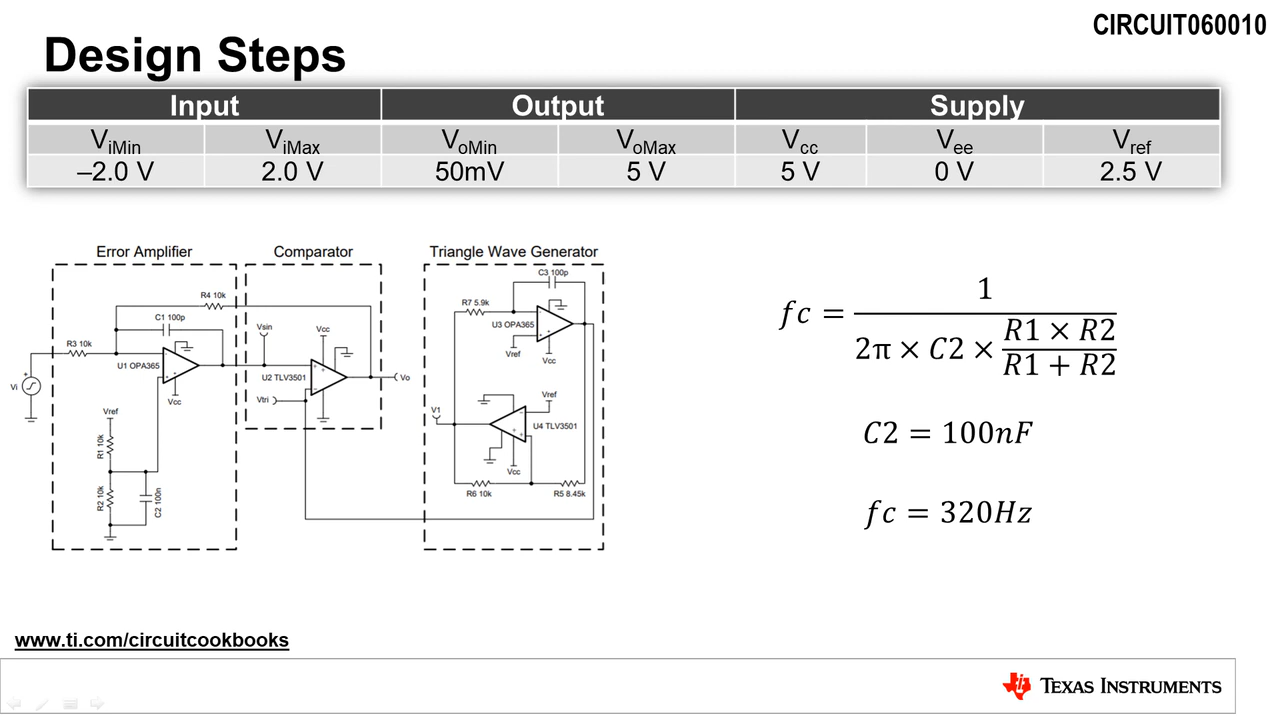 CIRCUIT060010
Design Steps
Input Output Supply
ViMin ViMax VoMin VoMax Vcc Vee Vref
–2.0 V 2.0 V 50mV 5 V 5 V 0 V 2.5 V
Error Amplifier Comparator Triangle Wave Generator
C3 100p
R4 10k
R7 5.9k
C1 100p
Vsin
Vcc
U3 OPA365
R3 10k
Vref
Vcc
U1 OPA365
U2 TLV3501
Vo
Vi
Vcc
Vtri
Vref
V1
Vref
U4 TLV3501
R1 10k
Vcc
R2 10k
C2 100n
R6 10k
R5 8.45k
fc = 1 / 2π × C2 × R1 × R2 / R1 + R2
C2 = 100nF
fc = 320Hz
www.ti.com/circuitcookbooks
TEXAS INSTRUMENTS